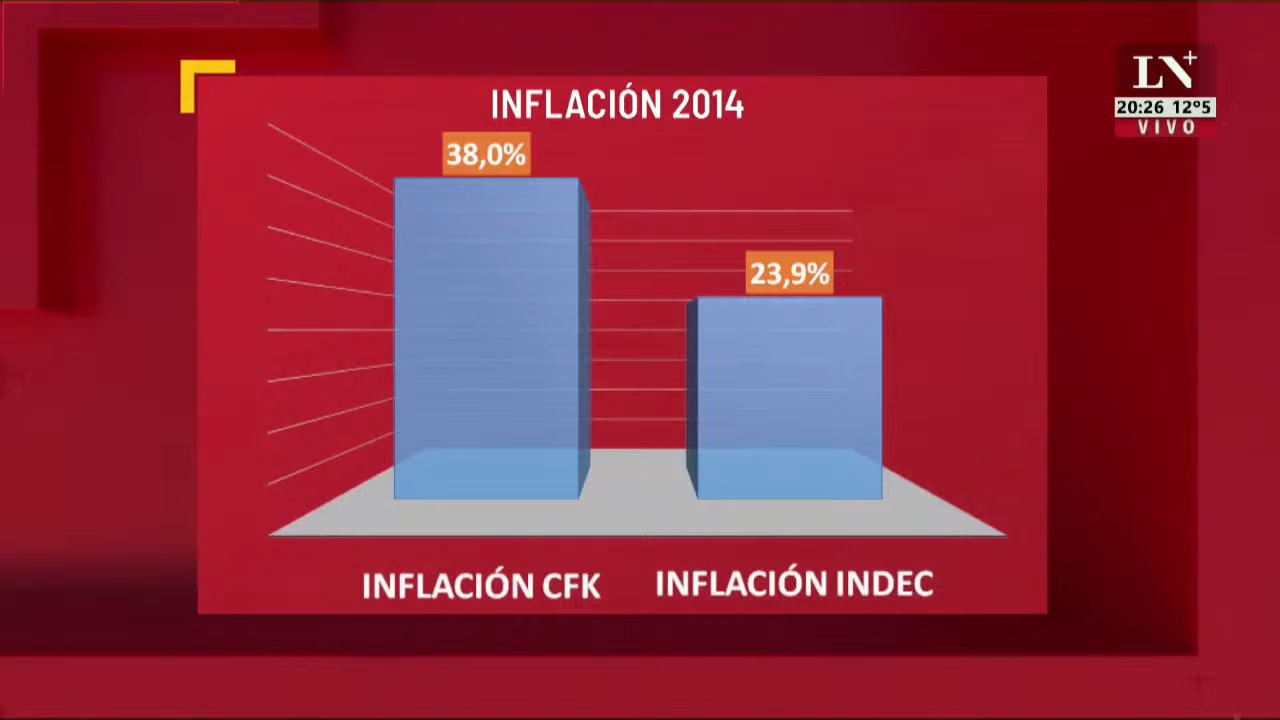 INFLACIÓN 2014
LN+
20:26 12°5
VIVO
38,0%
23,9%
INFLACIÓN CFK
INFLACIÓN INDEC